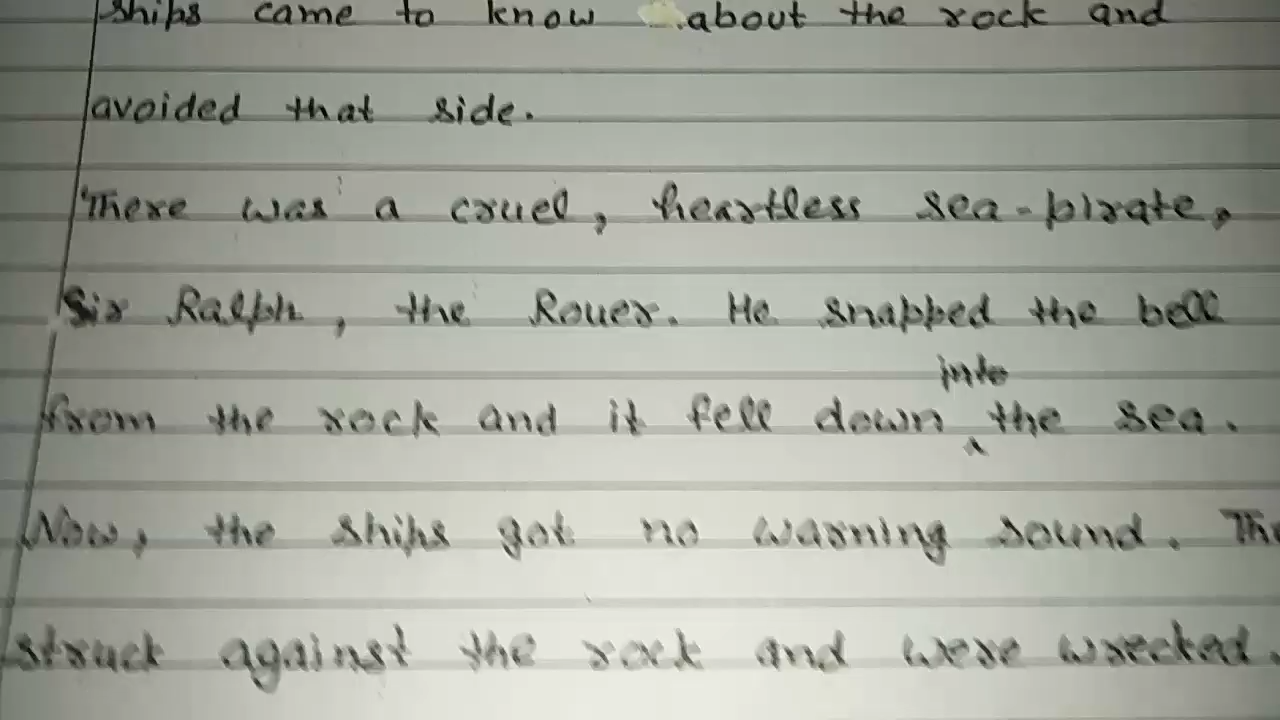 ships came to know about the rock and
avoided that side.
There was a cruel, heartless sea-pirate,
Sir Ralph, the Rover. He snapped the bell
into
from the rock and it fell down ^ the sea.
Now, the ships got no warning sound. The
struck against the rock and were wrecked.